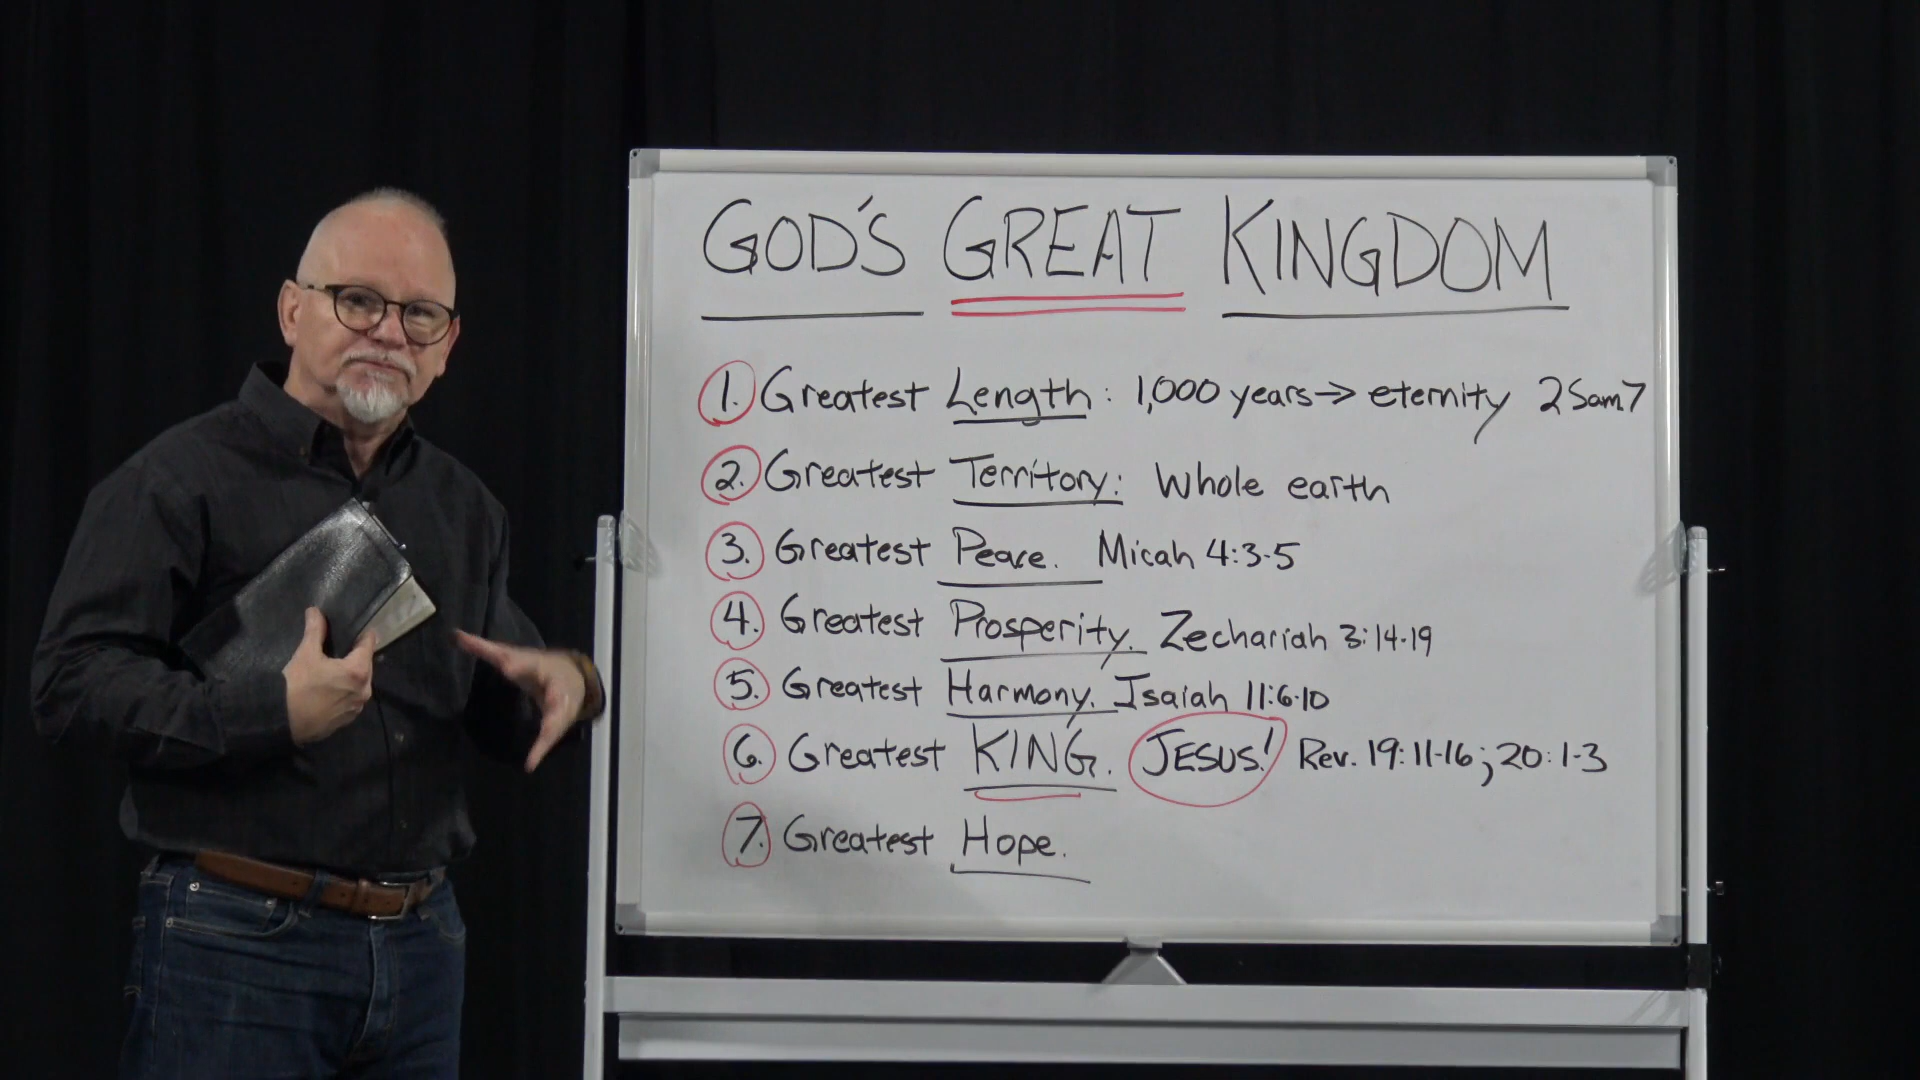 GOD'S GREAT KINGDOM
1. Greatest Length: 1,000 years→ eternity 2 Sam. 7
2. Greatest Territory: Whole earth
3. Greatest Peace. Micah 4:3-5
4. Greatest Prosperity. Zechariah 3:14-19
5. Greatest Harmony. Isaiah 11:6-10
6. Greatest KING. JESUS! Rev. 19:11-16; 20:1-3
7. Greatest Hope.